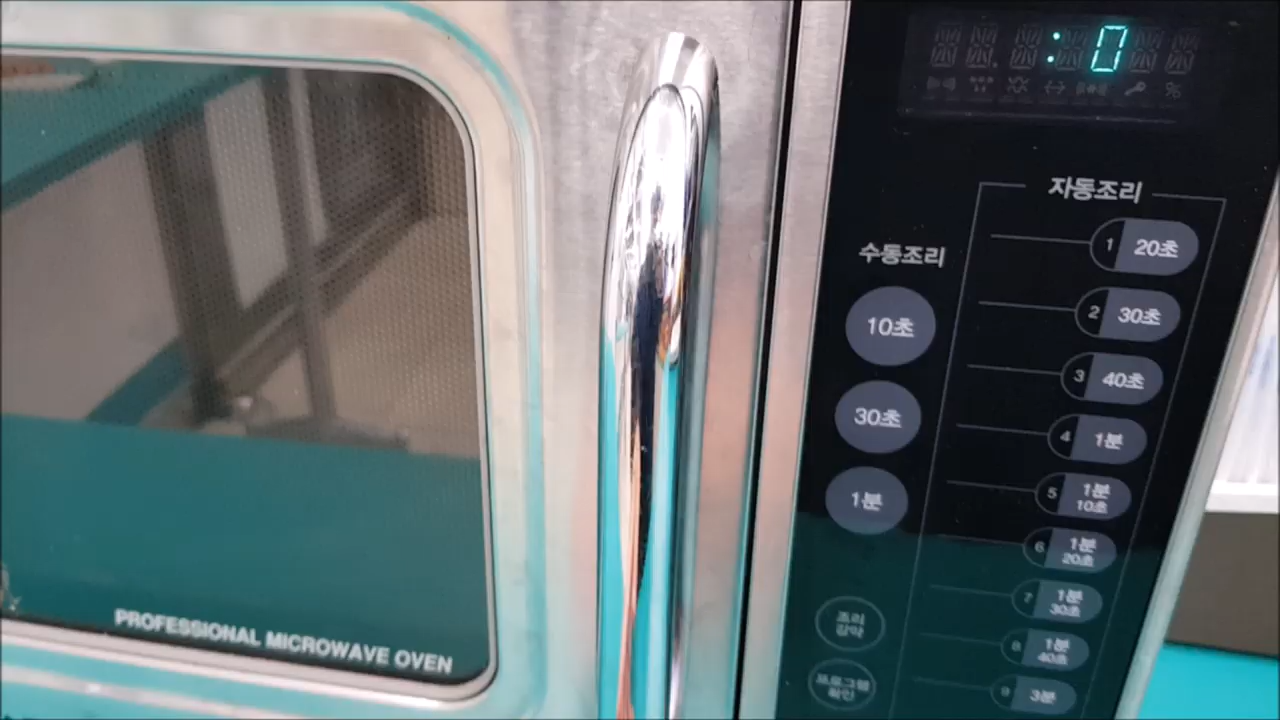 :0
%
자동조리
수동조리
1 20초
2 30초
3 40초
4 1분
5 1분 10초
6 1분 20초
7 1분 30초
8 1분 40초
9 3분
10초
30초
1분
조리
강약
프로그램
확인
PROFESSIONAL MICROWAVE OVEN